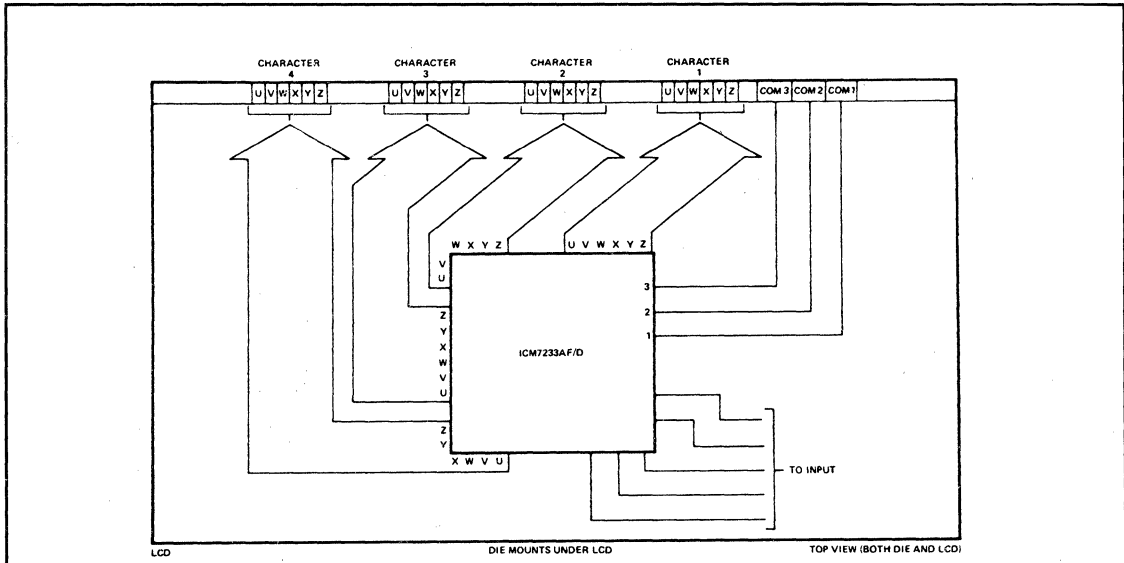 CHARACTER 4 CHARACTER 3 CHARACTER 2 CHARACTER 1
U V W X Y Z U V W X Y Z U V W X Y Z U V W X Y Z COM 3 COM 2 COM 1
W X Y Z U V W X Y Z
V
U
3
Z
2
Y
1
X
ICM7233AF/D
W
V
U
Z
Y
X W V U
TO INPUT
LCD DIE MOUNTS UNDER LCD TOP VIEW (BOTH DIE AND LCD)